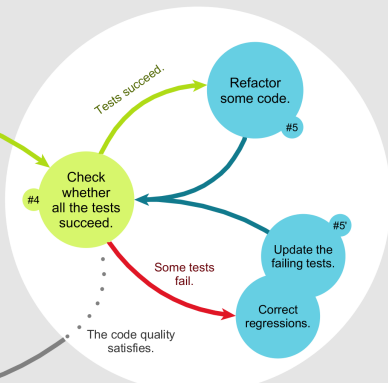 Tests succeed.
Refactor
some code.
#5
Check
whether
all the tests
succeed.
#4
#5'
Update the
failing tests.
Some tests
fail.
Correct
regressions.
The code quality
satisfies.